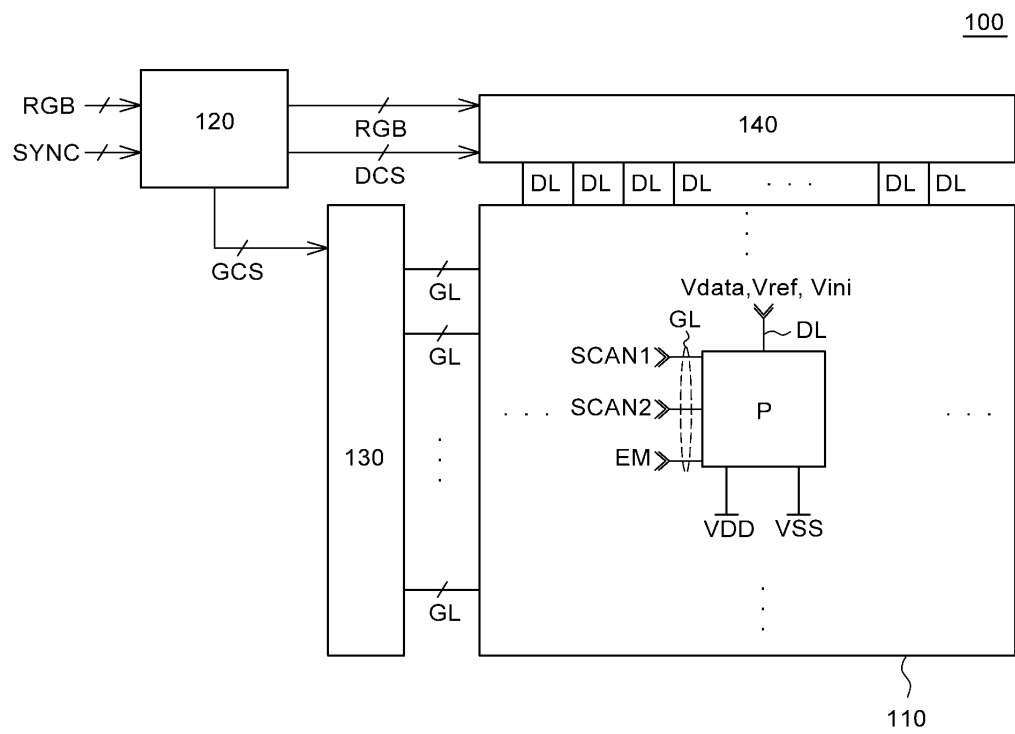 100
RGB
120
RGB
140
SYNC
DCS
DL DL DL DL . . . DL DL
GCS
GL
Vdata,Vref, Vini
GL
DL
GL
SCAN1
SCAN2
P
. . .
. . .
EM
130
VDD
VSS
GL
110